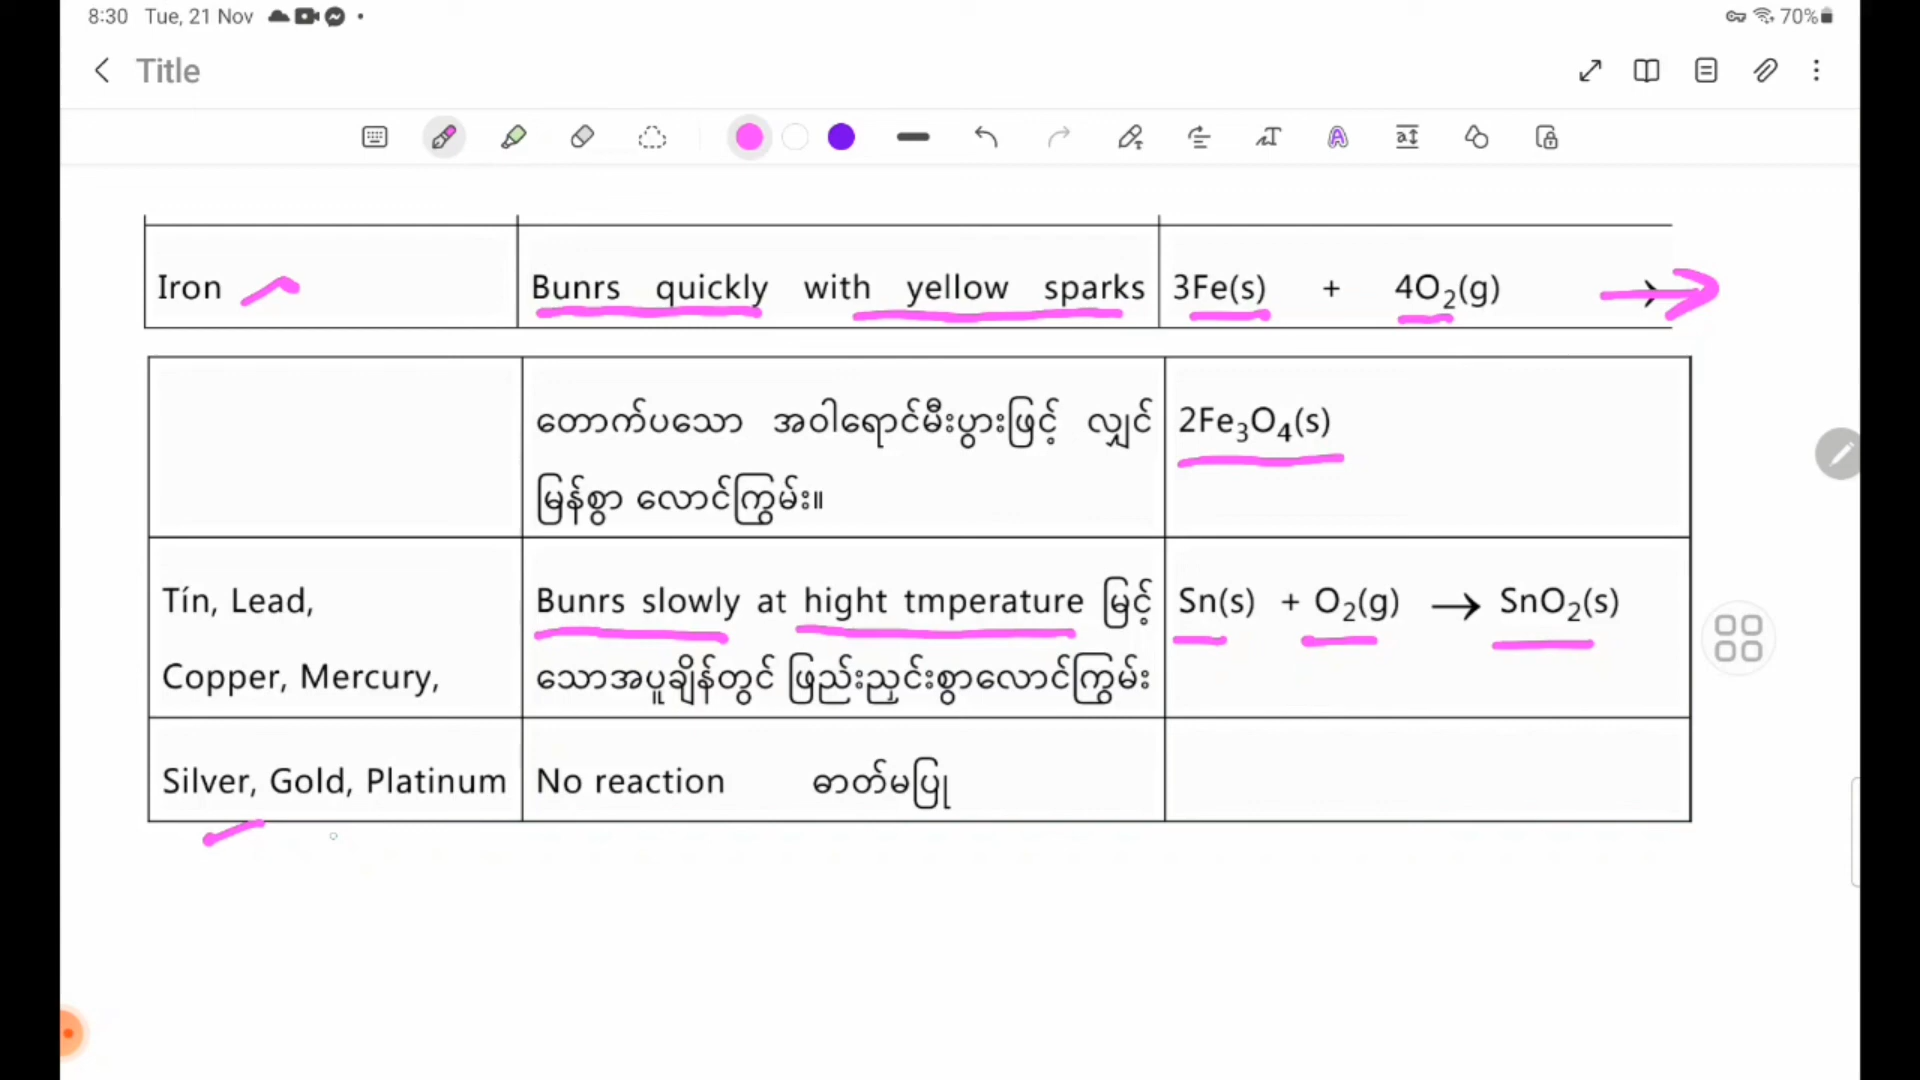 8:30 Tue, 21 Nov
70%
Title
Iron
Bunrs quickly with yellow sparks
3Fe(s) + 4O₂(g) →
တောက်ပသော အဝါရောင်မီးပွားဖြင့် လျှင်
မြန်စွာ လောင်ကြွမ်း။
2Fe₃O₄(s)
Tín, Lead,
Copper, Mercury,
Bunrs slowly at hight tmperature မြင့်
သောအပူချိန်တွင် ဖြည်းညှင်းစွာလောင်ကြွမ်း
Sn(s) + O₂(g) → SnO₂(s)
Silver, Gold, Platinum
No reaction ဓာတ်မပြု